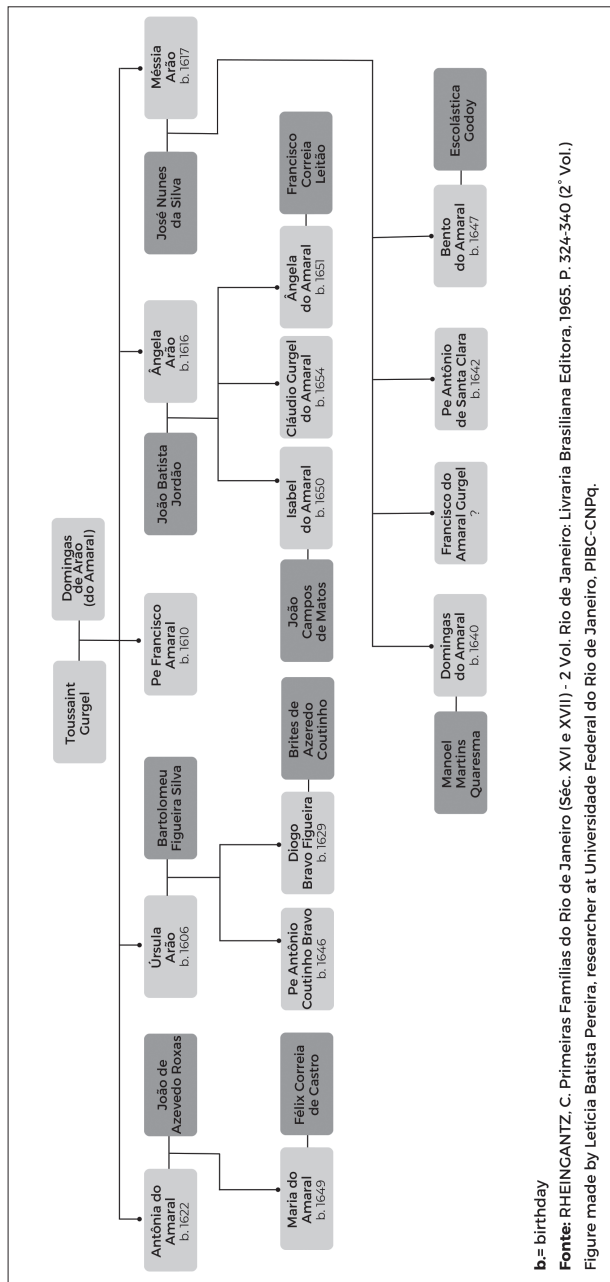 Toussaint
Gurgel
Domingas
de Arão
(do Amaral)
Antônia do
Amaral
b. 1622
João de
Azevedo Roxas
Úrsula
Arão
b. 1606
Bartolomeu
Figueira Silva
Pe Francisco
Amaral
b. 1610
João Batista
Jordão
Ângela
Arão
b. 1616
José Nunes
da Silva
Méssia
Arão
b. 1617
Maria do
Amaral
b. 1649
Félix Correia
de Castro
Pe Antônio
Coutinho Bravo
b. 1646
Diogo
Bravo Figueira
b. 1629
Brites de
Azeredo
Coutinho
João
Campos
de Matos
Isabel
do Amaral
b. 1650
Cláudio Gurgel
do Amaral
b. 1654
Ângela
do Amaral
b. 1651
Francisco
Correia
Leitão
Manoel
Martins
Quaresma
Domingas
do Amaral
b. 1640
Francisco do
Amaral Gurgel
?
Pe Antônio
de Santa Clara
b. 1642
Bento
do Amaral
b. 1647
Escolástica
Godoy
b.= birthday
Fonte: RHEINGANTZ, C. Primeiras Famílias do Rio de Janeiro (Séc. XVI e XVII) - 2 Vol. Rio de Janeiro: Livraria Brasiliana Editora, 1965. P. 324-340 (2° Vol.)
Figure made by Letícia Batista Pereira, researcher at Universidade Federal do Rio de Janeiro, PIBC-CNPq.